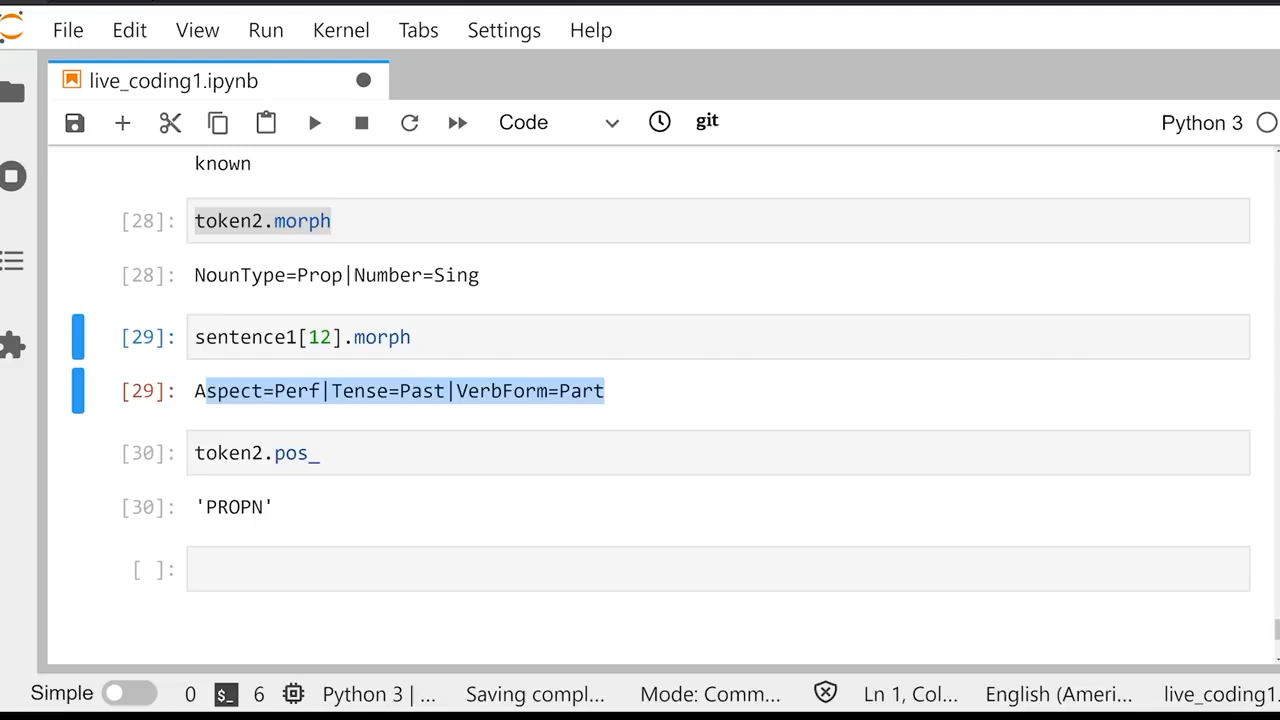 File Edit View Run Kernel Tabs Settings Help
live_coding1.ipynb
Code git Python 3
known
[28]: token2.morph
[28]: NounType=Prop|Number=Sing
[29]: sentence1[12].morph
[29]: Aspect=Perf|Tense=Past|VerbForm=Part
[30]: token2.pos_
[30]: 'PROPN'
[ ]:
Simple 0 $_ 6 Python 3 | ... Saving compl... Mode: Comm... Ln 1, Col... English (Ameri... live_coding1.